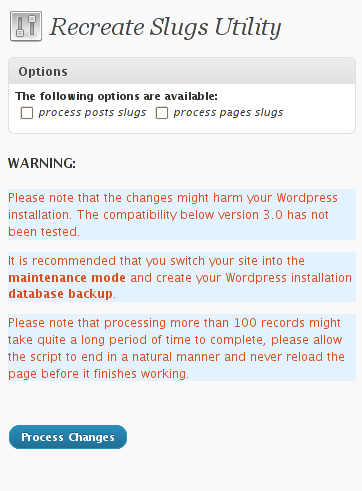 Recreate Slugs Utility
Options
The following options are available:
process posts slugs process pages slugs
WARNING:
Please note that the changes might harm your Wordpress
installation. The compatibility below version 3.0 has not
been tested.
It is recommended that you switch your site into the
maintenance mode and create your Wordpress installation
database backup.
Please note that processing more than 100 records might
take quite a long period of time to complete, please allow
the script to end in a natural manner and never reload the
page before it finishes working.
Process Changes